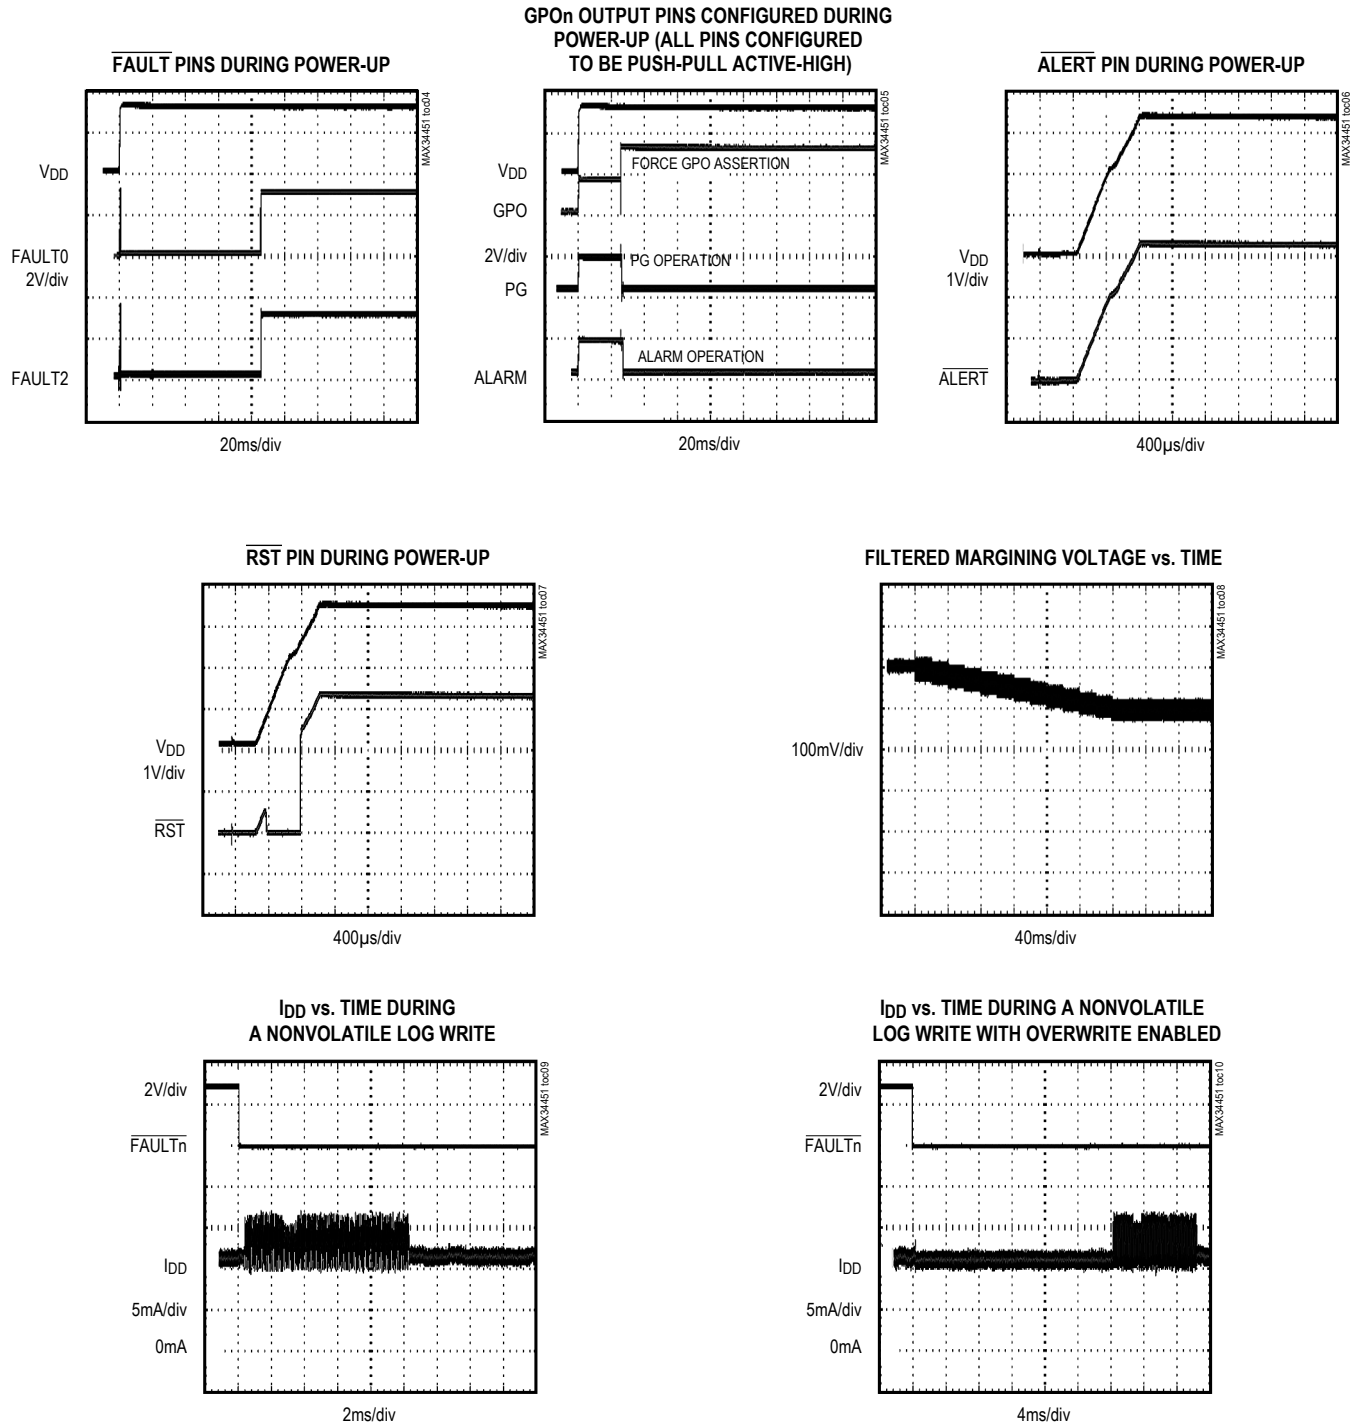 FAULT PINS DURING POWER-UP
MAX34451 toc04
VDD
FAULT0
2V/div
FAULT2
20ms/div
GPOn OUTPUT PINS CONFIGURED DURING
POWER-UP (ALL PINS CONFIGURED
TO BE PUSH-PULL ACTIVE-HIGH)
MAX34451 toc05
VDD
FORCE GPO ASSERTION
GPO
2V/div
PG OPERATION
PG
ALARM OPERATION
ALARM
20ms/div
ALERT PIN DURING POWER-UP
MAX34451 toc06
VDD
1V/div
ALERT
400µs/div
RST PIN DURING POWER-UP
MAX34451 toc07
VDD
1V/div
RST
400µs/div
FILTERED MARGINING VOLTAGE vs. TIME
MAX34451 toc08
100mV/div
40ms/div
IDD vs. TIME DURING
A NONVOLATILE LOG WRITE
MAX34451 toc09
2V/div
FAULTn
IDD
5mA/div
0mA
2ms/div
IDD vs. TIME DURING A NONVOLATILE
LOG WRITE WITH OVERWRITE ENABLED
MAX34451 toc10
2V/div
FAULTn
IDD
5mA/div
0mA
4ms/div